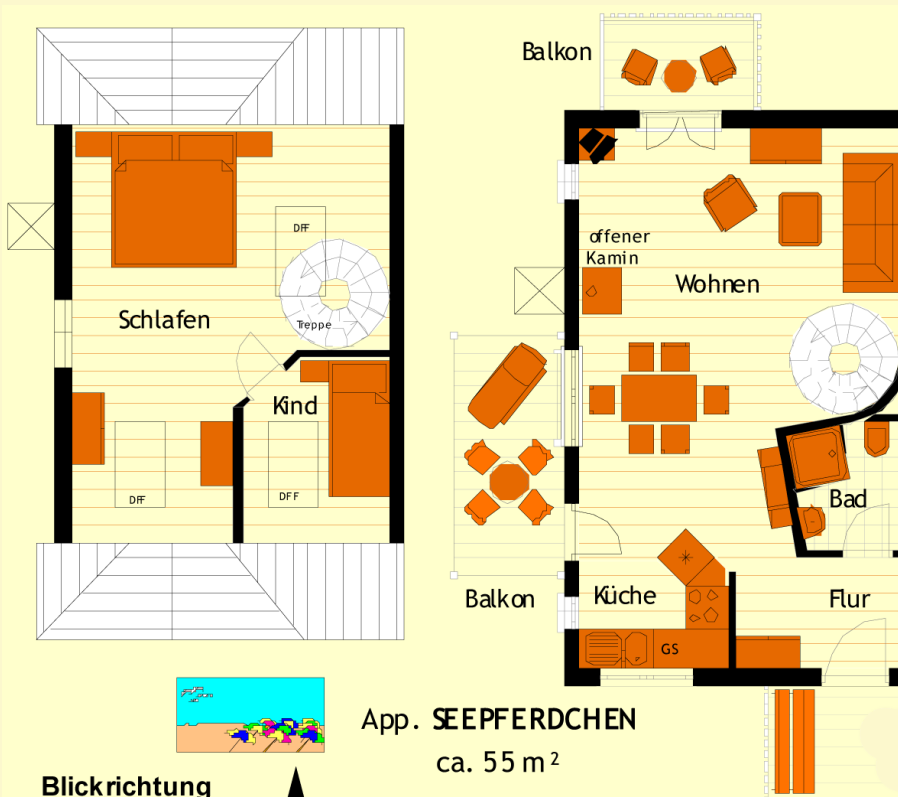 Balkon
DFF
offener
Kamin
Wohnen
Schlafen
Treppe
Kind
DFF
DFF
Bad
Balkon
Küche
Flur
GS
App. SEEPFERDCHEN
ca. 55 m²
Blickrichtung